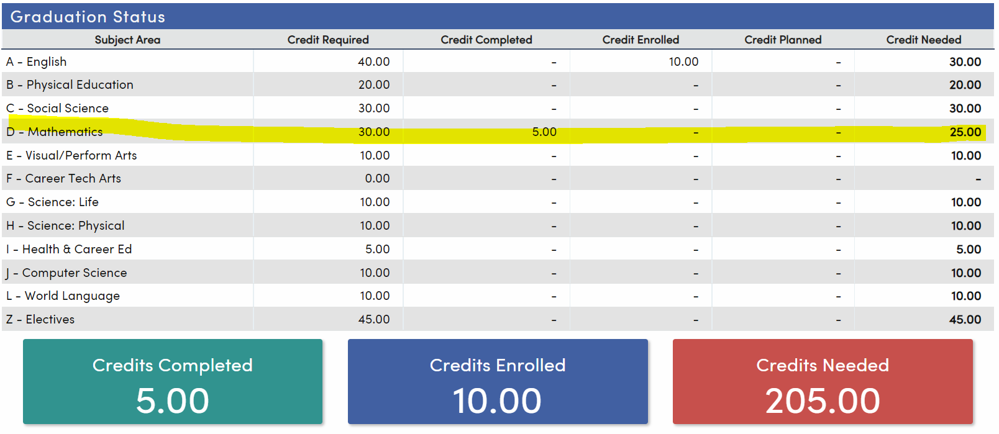 Graduation Status
Subject Area Credit Required Credit Completed Credit Enrolled Credit Planned Credit Needed
A - English 40.00 - 10.00 - 30.00
B - Physical Education 20.00 - - - 20.00
C - Social Science 30.00 - - - 30.00
D - Mathematics 30.00 5.00 - - 25.00
E - Visual/Perform Arts 10.00 - - - 10.00
F - Career Tech Arts 0.00 - - - -
G - Science: Life 10.00 - - - 10.00
H - Science: Physical 10.00 - - - 10.00
I - Health & Career Ed 5.00 - - - 5.00
J - Computer Science 10.00 - - - 10.00
L - World Language 10.00 - - - 10.00
Z - Electives 45.00 - - - 45.00
Credits Completed Credits Enrolled Credits Needed
5.00 10.00 205.00